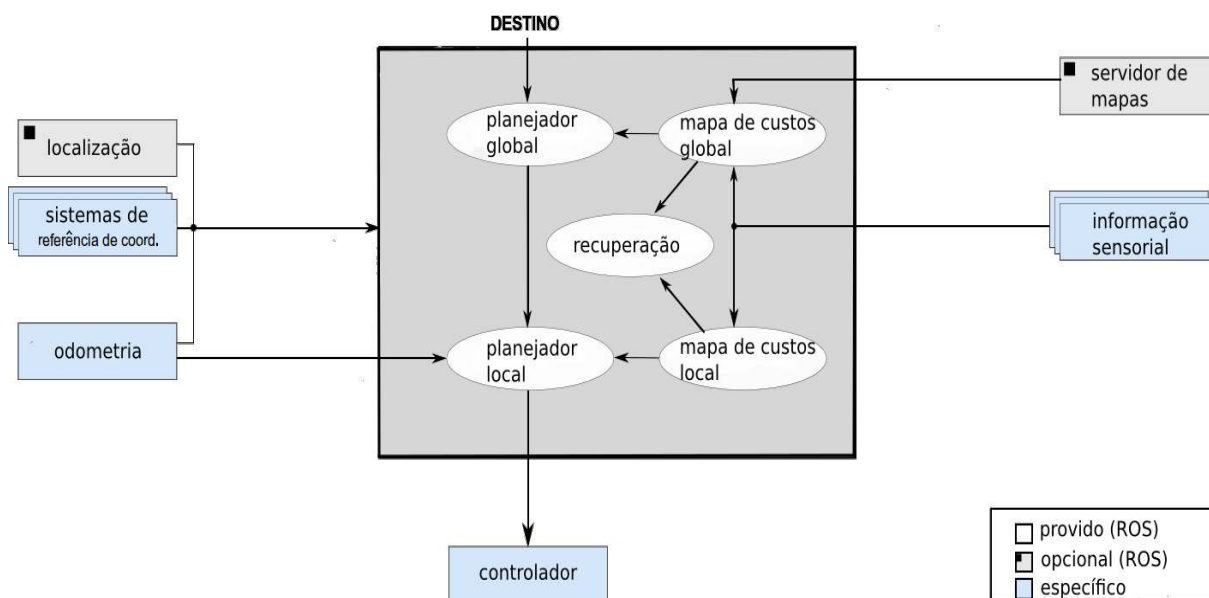 DESTINO
servidor de
mapas
localização
planejador
global
mapa de custos
global
sistemas de
referência de coord.
recuperação
informação
sensorial
odometria
planejador
local
mapa de custos
local
controlador
provido (ROS)
opcional (ROS)
específico